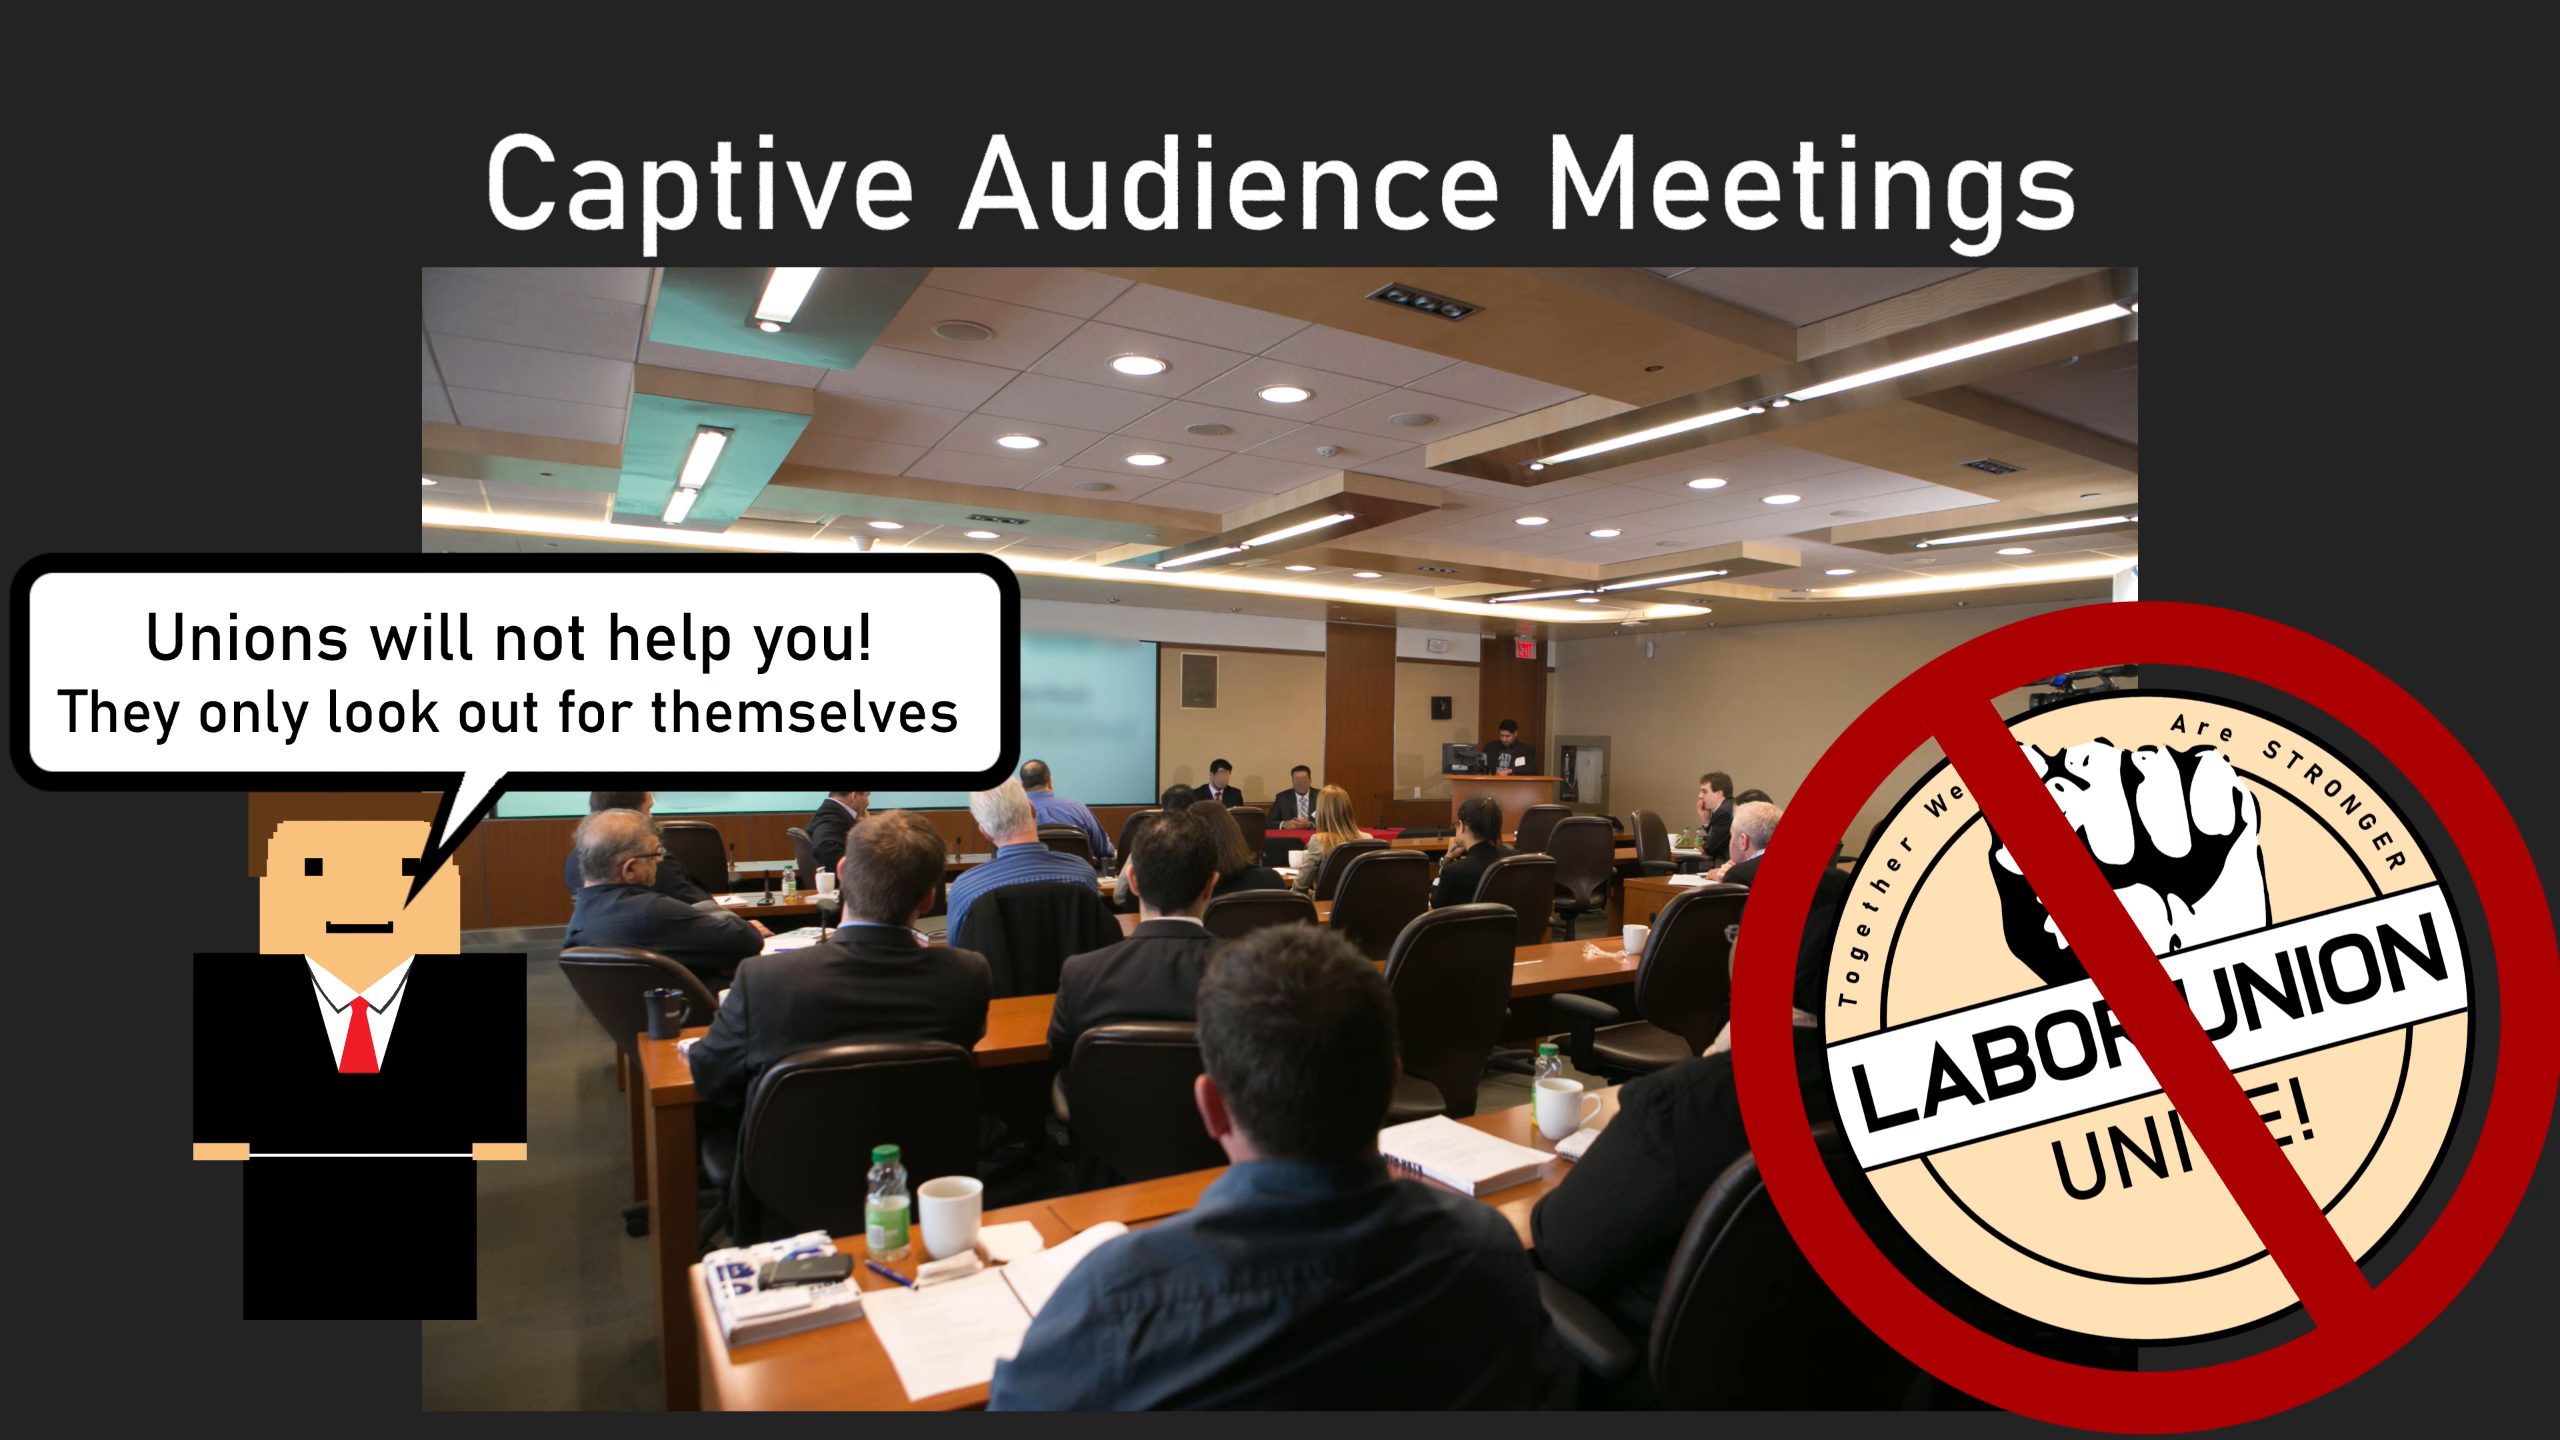 Captive Audience Meetings
Unions will not help you!
They only look out for themselves
EXIT
Together We Are STRONGER
LABOR UNION